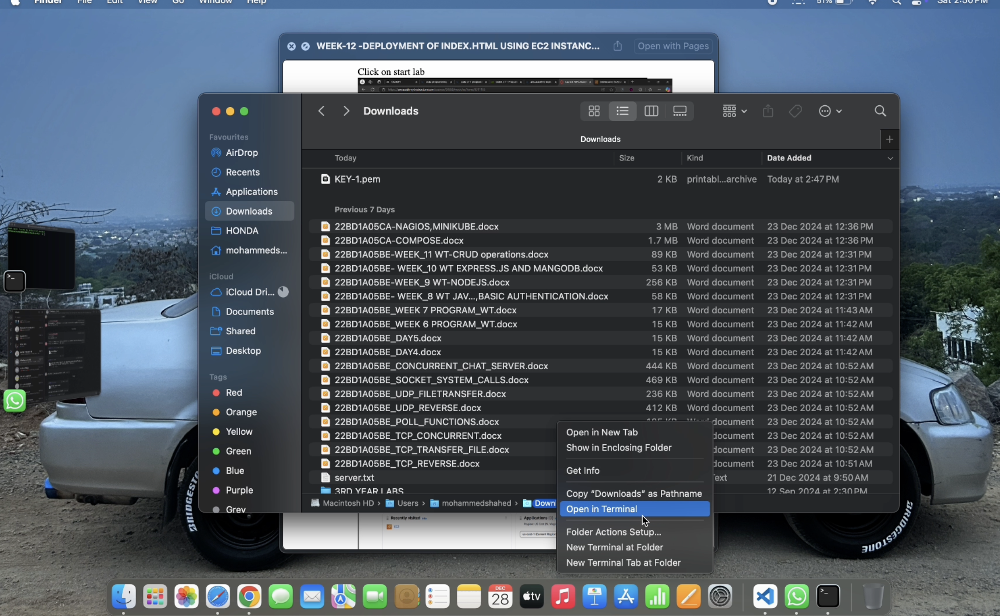 Finder File Edit View Go Window Help
51% Sat 2:50 PM
WEEK-12 -DEPLOYMENT OF INDEX.HTML USING EC2 INSTANC...
Open with Pages
Click on start lab
Downloads
Downloads
Favourites
AirDrop
Recents
Applications
Downloads
HONDA
mohammeds...
iCloud
iCloud Dri...
Documents
Shared
Desktop
Tags
Red
Orange
Yellow
Green
Blue
Purple
Grey
Today Size Kind Date Added
KEY-1.pem 2 KB printabl...archive Today at 2:47 PM
Previous 7 Days
22BD1A05CA-NAGIOS,MINIKUBE.docx 3 MB Word document 23 Dec 2024 at 12:36 PM
22BD1A05CA-COMPOSE.docx 1.7 MB Word document 23 Dec 2024 at 12:36 PM
22BD1A05BE-WEEK_11 WT-CRUD operations.docx 89 KB Word document 23 Dec 2024 at 12:31 PM
22BD1A05BE- WEEK_10 WT EXPRESS.JS AND MANGODB.docx 53 KB Word document 23 Dec 2024 at 12:31 PM
22BD1A05BE-WEEK_9 WT-NODEJS.docx 256 KB Word document 23 Dec 2024 at 12:31 PM
22BD1A05BE- WEEK_8 WT JAV...,BASIC AUTHENTICATION.docx 58 KB Word document 23 Dec 2024 at 12:31 PM
22BD1A05BE_WEEK 7 PROGRAM_WT.docx 17 KB Word document 23 Dec 2024 at 11:43 AM
22BD1A05BE_WEEK 6 PROGRAM_WT.docx 15 KB Word document 23 Dec 2024 at 11:42 AM
22BD1A05BE_DAY5.docx 15 KB Word document 23 Dec 2024 at 11:42 AM
22BD1A05BE_DAY4.docx 15 KB Word document 23 Dec 2024 at 11:42 AM
22BD1A05BE_CONCURRENT_CHAT_SERVER.docx 444 KB Word document 23 Dec 2024 at 10:52 AM
22BD1A05BE_SOCKET_SYSTEM_CALLS.docx 469 KB Word document 23 Dec 2024 at 10:52 AM
22BD1A05BE_UDP_FILETRANSFER.docx 236 KB Word document 23 Dec 2024 at 10:52 AM
22BD1A05BE_UDP_REVERSE.docx 412 KB Word document 23 Dec 2024 at 10:52 AM
22BD1A05BE_POLL_FUNCTIONS.docx document 23 Dec 2024 at 10:52 AM
22BD1A05BE_TCP_CONCURRENT.docx document 23 Dec 2024 at 10:52 AM
22BD1A05BE_TCP_TRANSFER_FILE.docx document 23 Dec 2024 at 10:52 AM
22BD1A05BE_TCP_REVERSE.docx document 23 Dec 2024 at 10:51 AM
server.txt 21 Dec 2024 at 9:50 AM
3RD YEAR LABS 12 Sep 2024 at 2:30 PM
Macintosh HD › Users › mohammedshahed › Downl
Open in New Tab
Show in Enclosing Folder
Get Info
Copy “Downloads” as Pathname
Open in Terminal
Folder Actions Setup...
New Terminal at Folder
New Terminal Tab at Folder
Recently visited
EC2
Applications (0)
BRIDGESTONE
BRIDGESTONE
DEC
28
tv